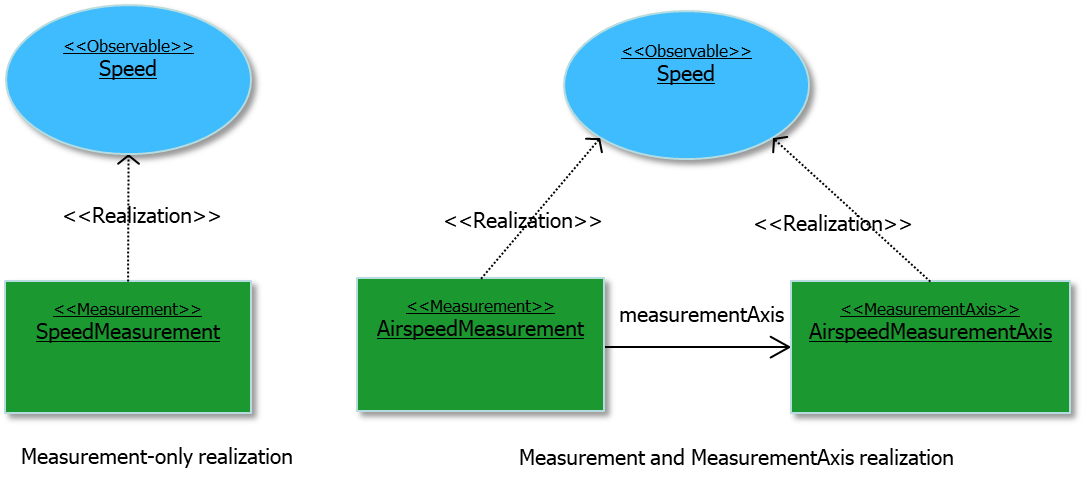 <<Observable>>
Speed
<<Realization>>
<<Measurement>>
SpeedMeasurement
Measurement-only realization
<<Observable>>
Speed
<<Realization>>
<<Realization>>
<<Measurement>>
AirspeedMeasurement
measurementAxis
<<MeasurementAxis>>
AirspeedMeasurementAxis
Measurement and MeasurementAxis realization